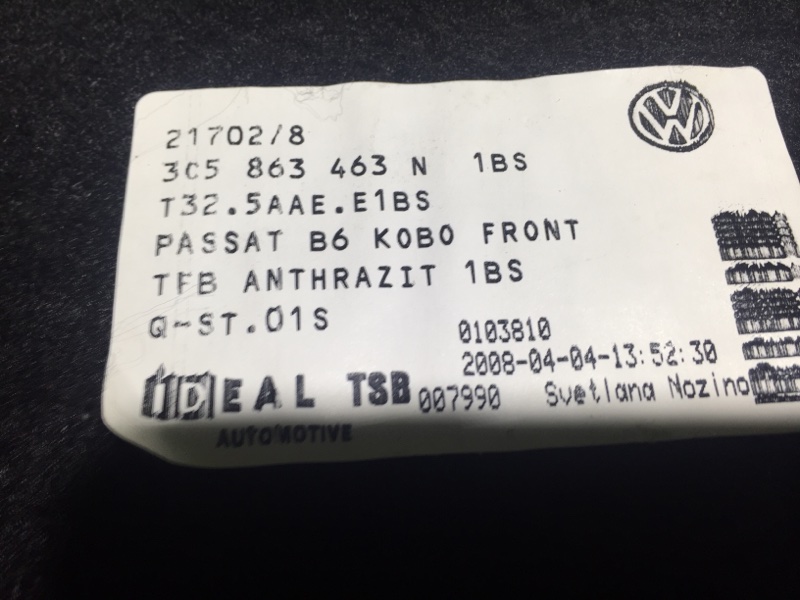 21702/8
3C5 863 463 N 1BS
T32.5AAE.E1BS
PASSAT B6 KOBO FRONT
TFB ANTHRAZIT 1BS
Q-ST.01S
0103810
2008-04-04-13:52:30
IDEAL TSB 007990 Svetlana Nozino
AUTOMOTIVE
VW